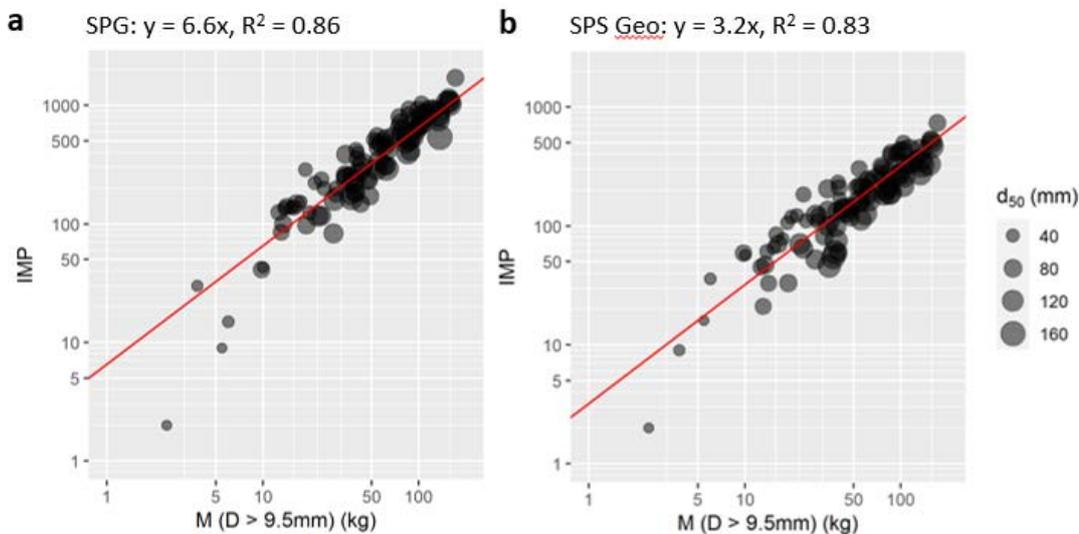 a SPG: y = 6.6x, R² = 0.86
1000
500
100
50
10
5
1
IMP
1 5 10 50 100
M (D > 9.5mm) (kg)
b SPS Geo: y = 3.2x, R² = 0.83
1000
500
100
50
10
5
1
IMP
1 5 10 50 100
M (D > 9.5mm) (kg)
d₅₀ (mm)
40
80
120
160